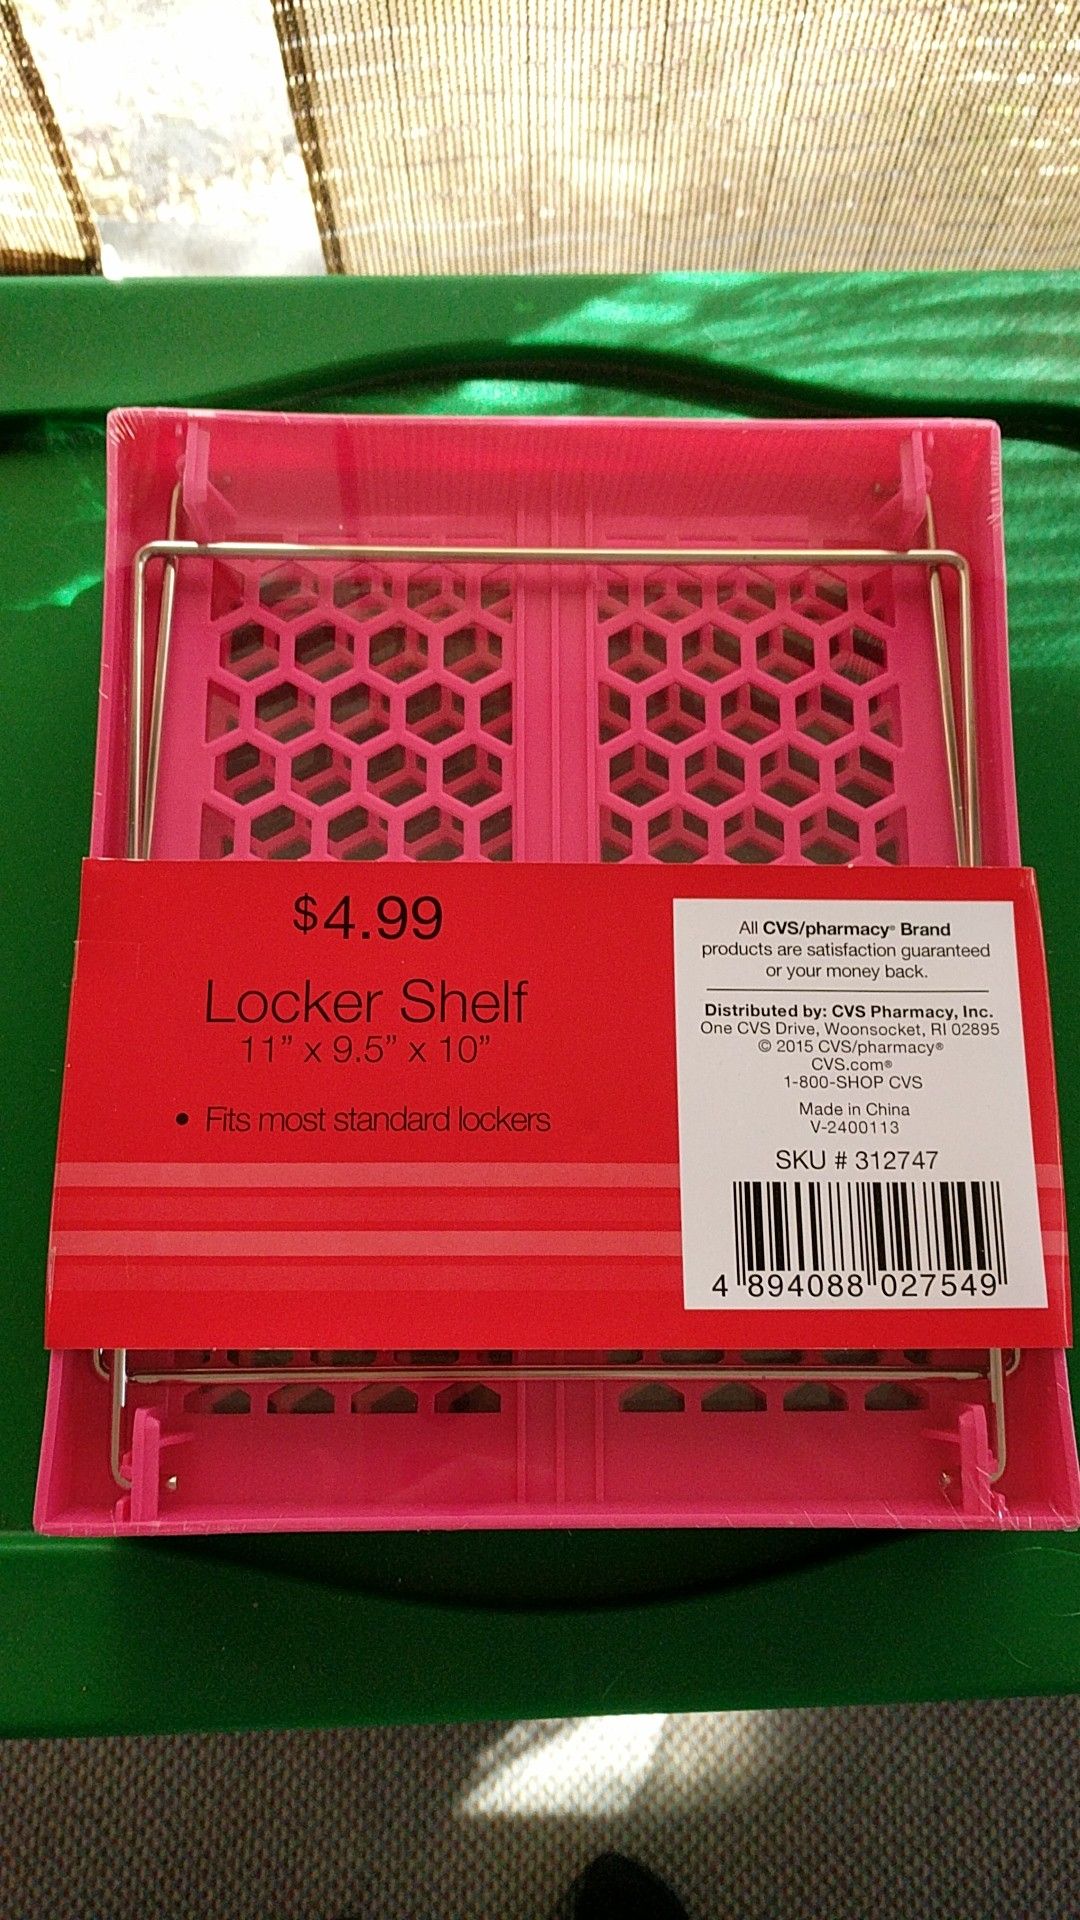 $4.99
Locker Shelf
11” x 9.5” x 10”
• Fits most standard lockers
All CVS/pharmacy® Brand
products are satisfaction guaranteed
or your money back.
Distributed by: CVS Pharmacy, Inc.
One CVS Drive, Woonsocket, RI 02895
© 2015 CVS/pharmacy®
CVS.com®
1-800-SHOP CVS
Made in China
V-2400113
SKU # 312747
4 894088 027549